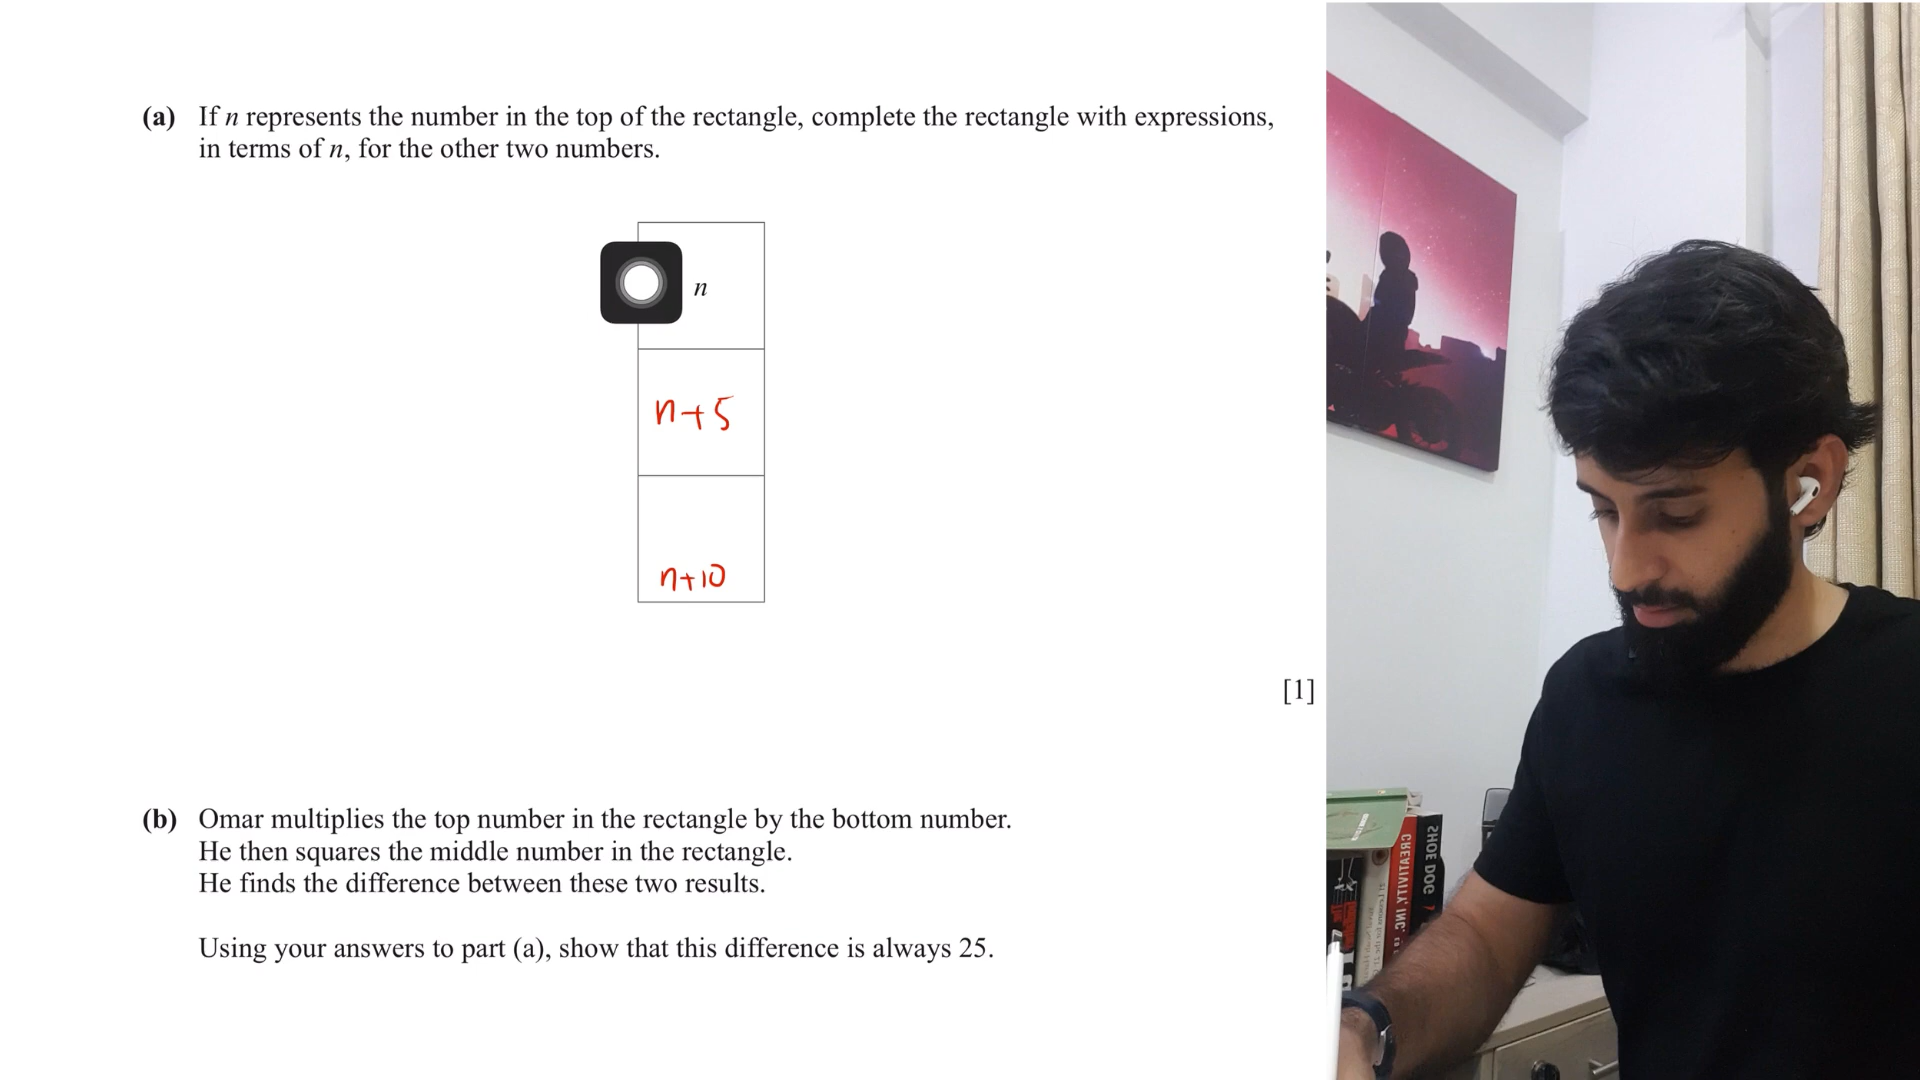 (a) If n represents the number in the top of the rectangle, complete the rectangle with expressions,
in terms of n, for the other two numbers.
n
n+5
n+10
[1]
(b) Omar multiplies the top number in the rectangle by the bottom number.
He then squares the middle number in the rectangle.
He finds the difference between these two results.
Using your answers to part (a), show that this difference is always 25.
CREATIVITY, INC.
SHOE DOG